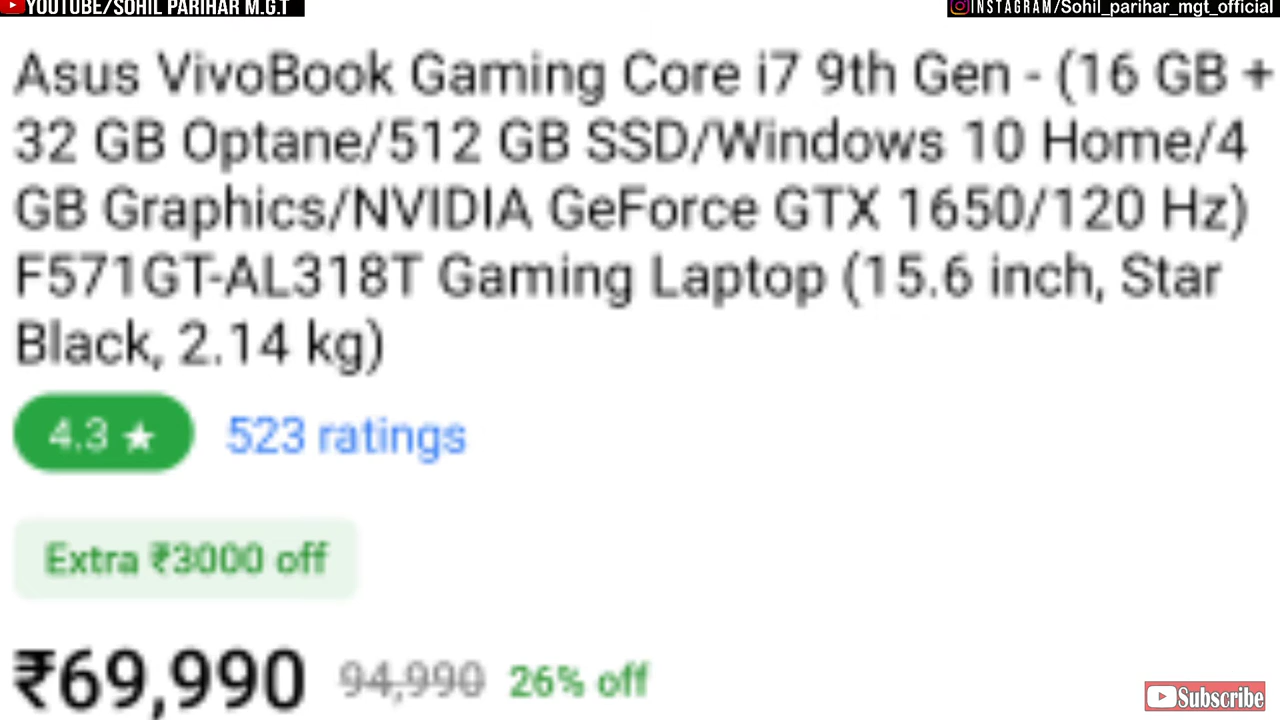 YOUTUBE/SOHIL PARIHAR M.G.T
INSTAGRAM/Sohil_parihar_mgt_official
Asus VivoBook Gaming Core i7 9th Gen - (16 GB +
32 GB Optane/512 GB SSD/Windows 10 Home/4
GB Graphics/NVIDIA GeForce GTX 1650/120 Hz)
F571GT-AL318T Gaming Laptop (15.6 inch, Star
Black, 2.14 kg)
4.3 ★ 523 ratings
Extra ₹3000 off
₹69,990 94,990 26% off
Subscribe